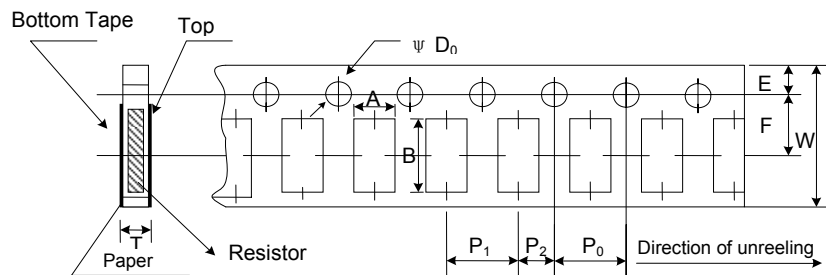 Bottom Tape
Top
Ψ D₀
A
B
E
F
W
T
Paper
Resistor
P₁
P₂
P₀
Direction of unreeling